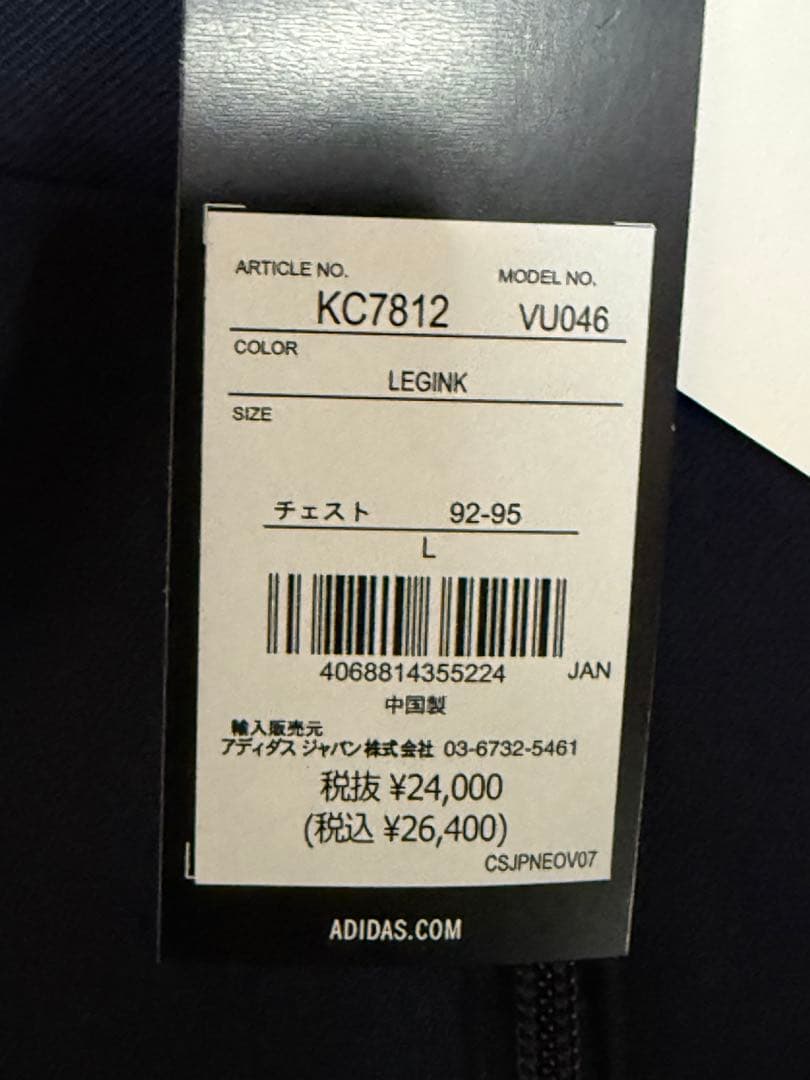 ARTICLE NO. MODEL NO.
KC7812 VU046
COLOR
LEGINK
SIZE
チェスト 92-95
L
4068814355224 JAN
中国製
輸入販売元
アディダス ジャパン株式会社 03-6732-5461
税抜 ¥24,000
(税込 ¥26,400)
CSJPNEOV07
ADIDAS.COM